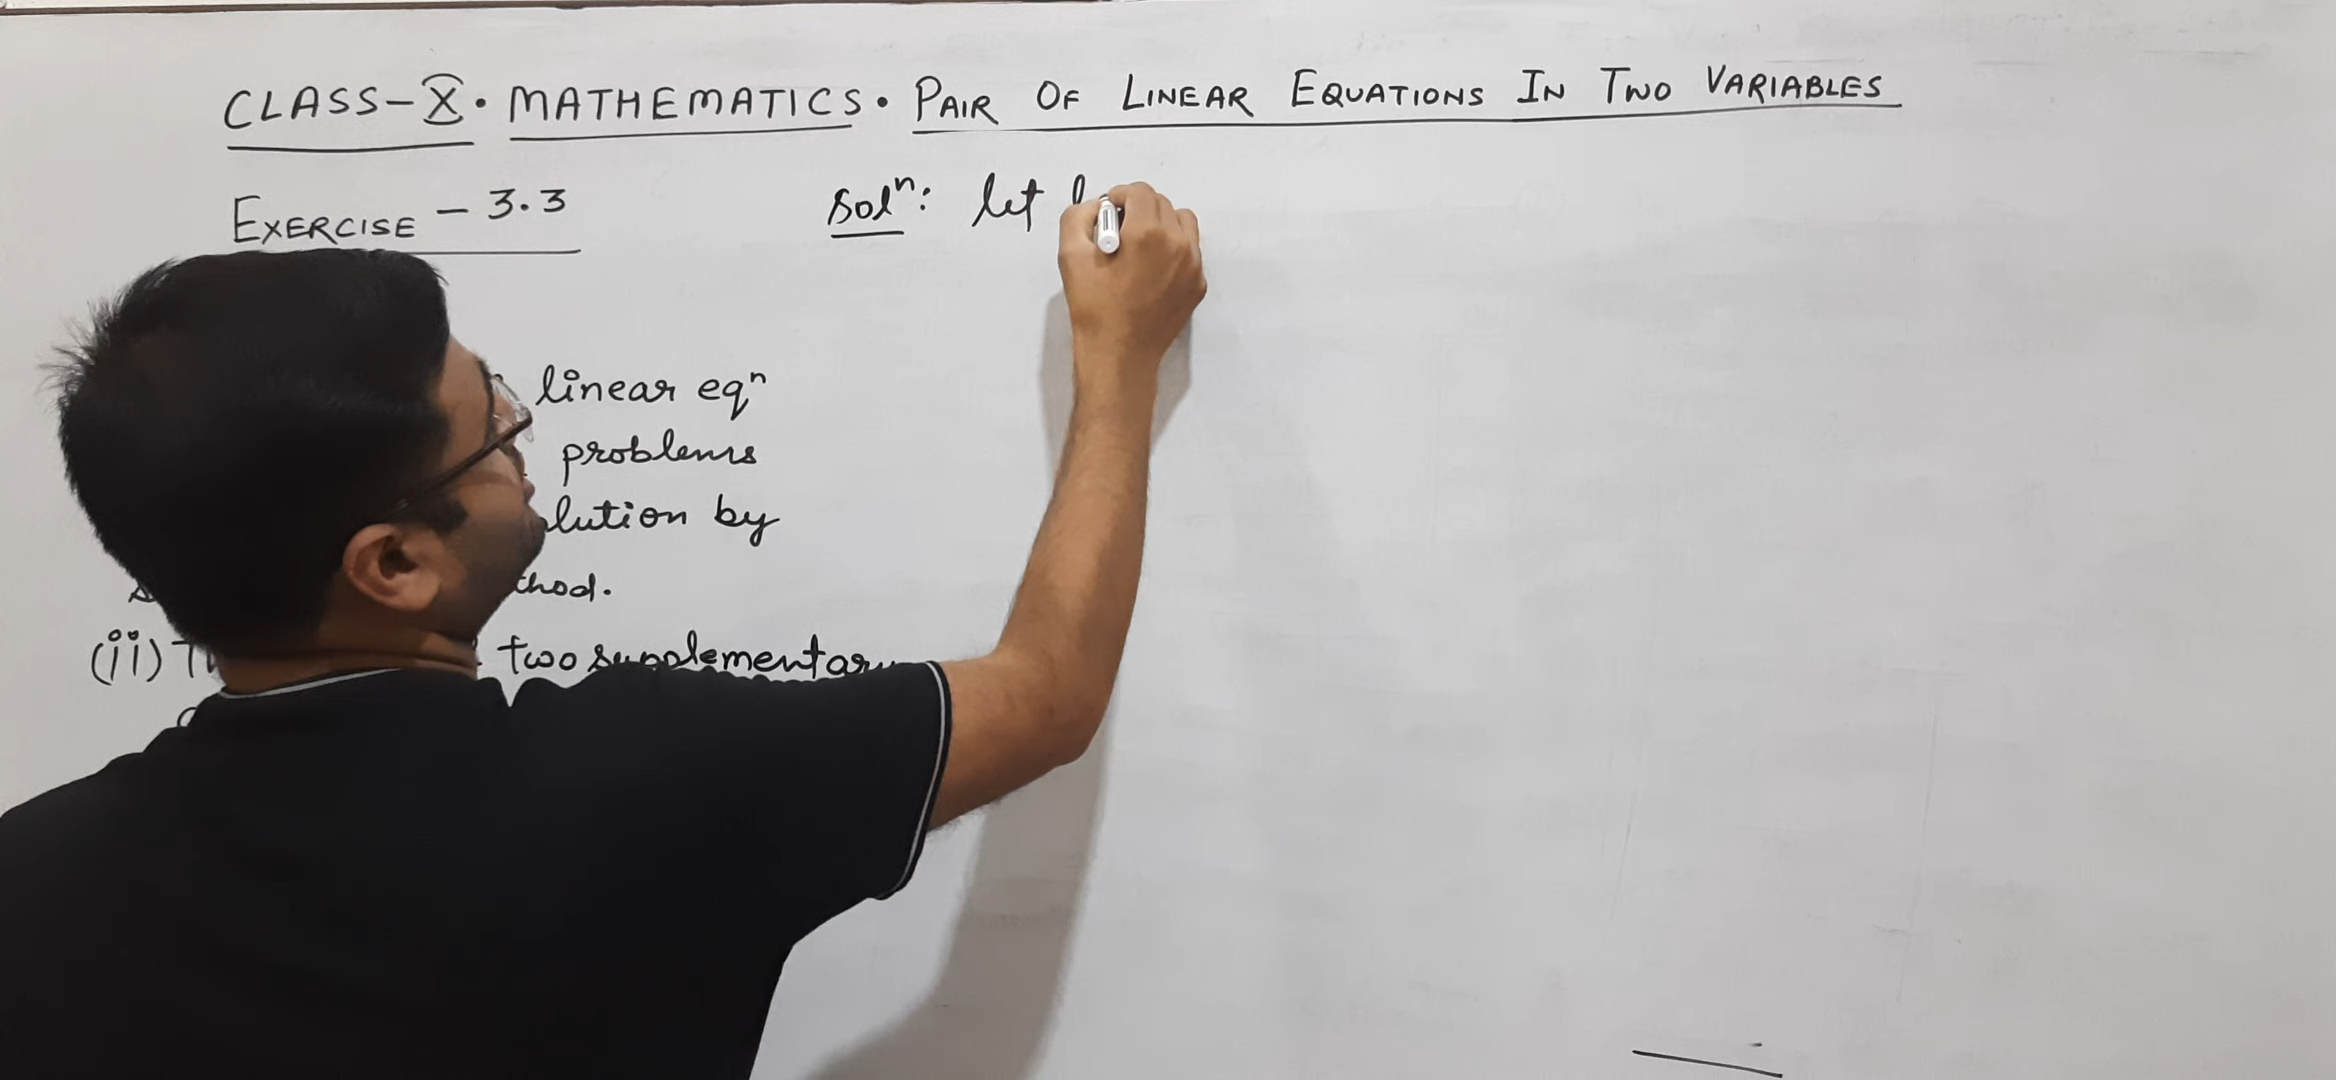 CLASS-X. MATHEMATICS. PAIR OF LINEAR EQUATIONS IN TWO VARIABLES
EXERCISE - 3.3
linear eqⁿ
problems
lution by
thod.
(ii) two supplementary
Solⁿ: let